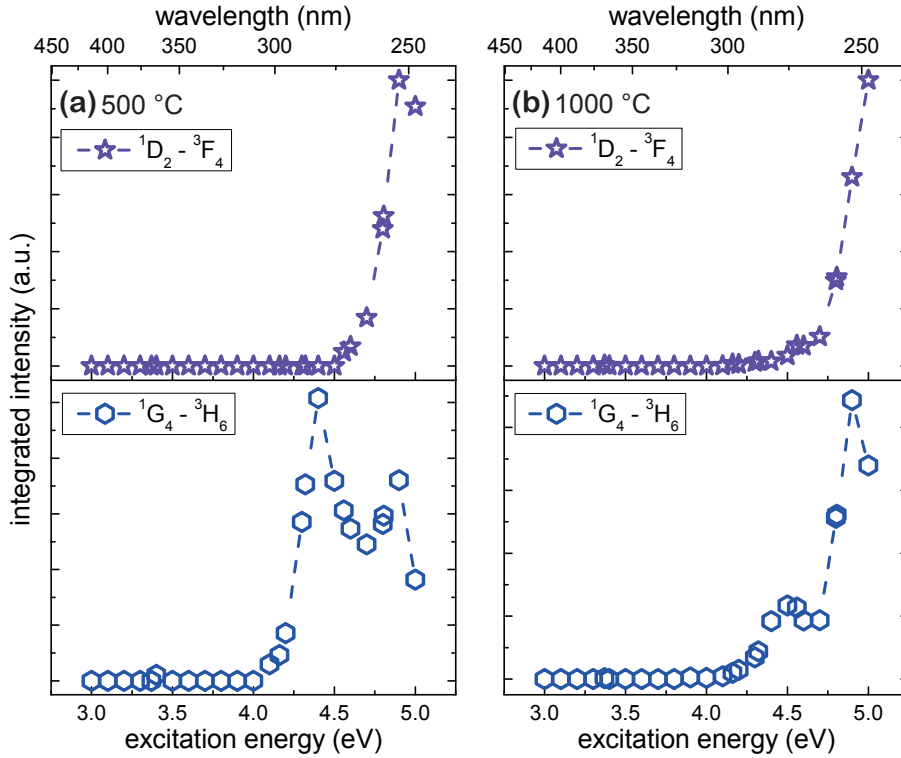 wavelength (nm)
450 400 350 300 250
(a) 500 °C
¹D₂ - ³F₄
¹G₄ - ³H₆
3.0 3.5 4.0 4.5 5.0
excitation energy (eV)
integrated intensity (a.u.)
wavelength (nm)
450 400 350 300 250
(b) 1000 °C
¹D₂ - ³F₄
¹G₄ - ³H₆
3.0 3.5 4.0 4.5 5.0
excitation energy (eV)